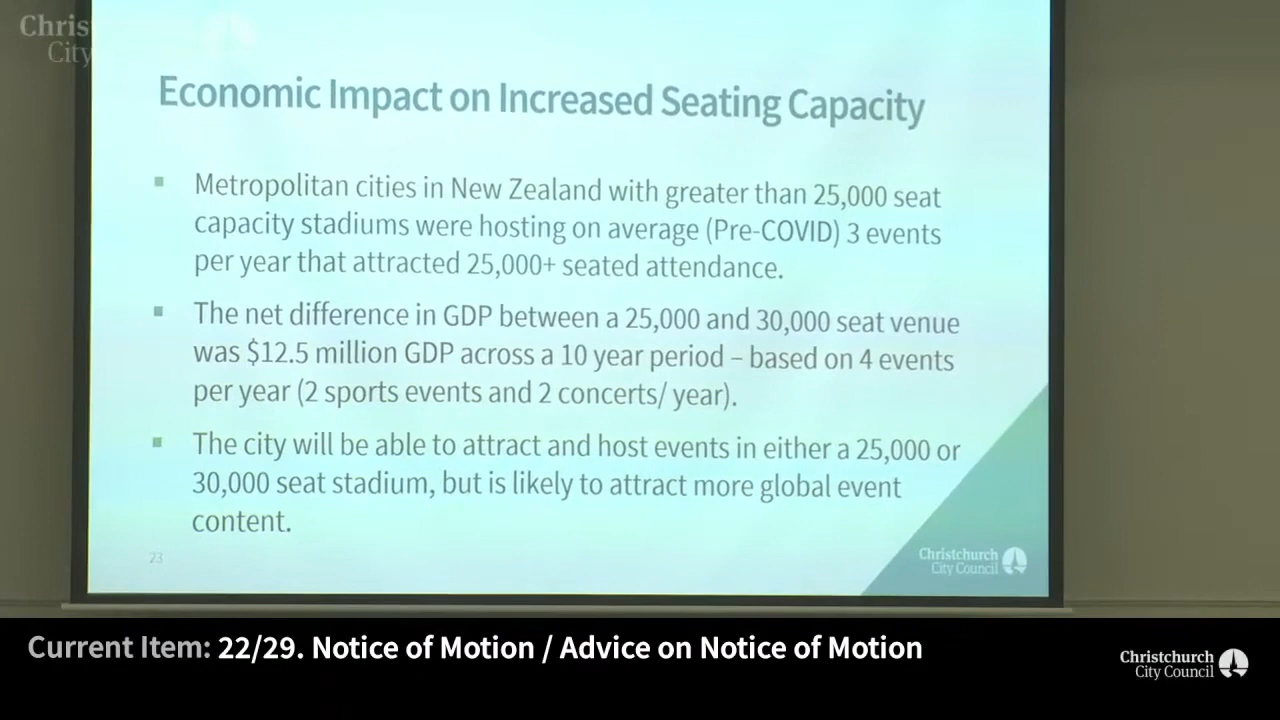 Chris
City
Economic Impact on Increased Seating Capacity
Metropolitan cities in New Zealand with greater than 25,000 seat
capacity stadiums were hosting on average (Pre-COVID) 3 events
per year that attracted 25,000+ seated attendance.
The net difference in GDP between a 25,000 and 30,000 seat venue
was $12.5 million GDP across a 10 year period – based on 4 events
per year (2 sports events and 2 concerts/ year).
The city will be able to attract and host events in either a 25,000 or
30,000 seat stadium, but is likely to attract more global event
content.
23
Christchurch
City Council
Current Item: 22/29. Notice of Motion / Advice on Notice of Motion
Christchurch
City Council